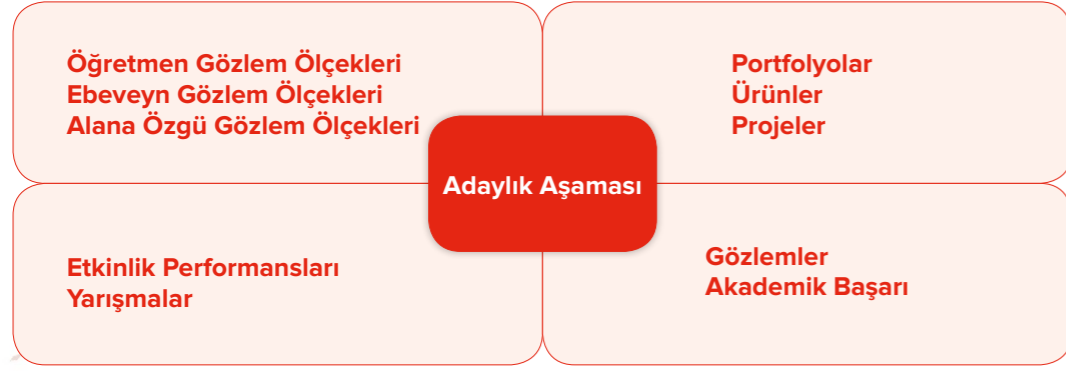 Öğretmen Gözlem Ölçekleri
Ebeveyn Gözlem Ölçekleri
Alana Özgü Gözlem Ölçekleri
Portfolyolar
Ürünler
Projeler
Adaylık Aşaması
Etkinlik Performansları
Yarışmalar
Gözlemler
Akademik Başarı